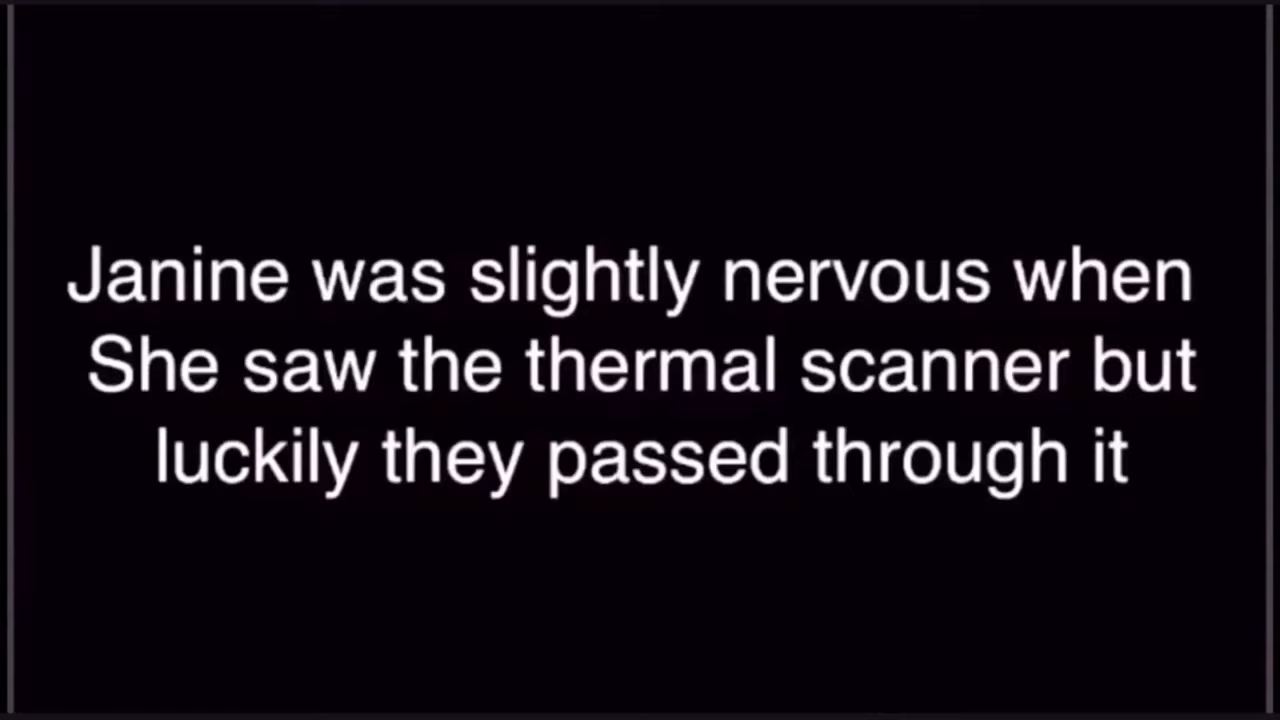 Janine was slightly nervous when
She saw the thermal scanner but
luckily they passed through it